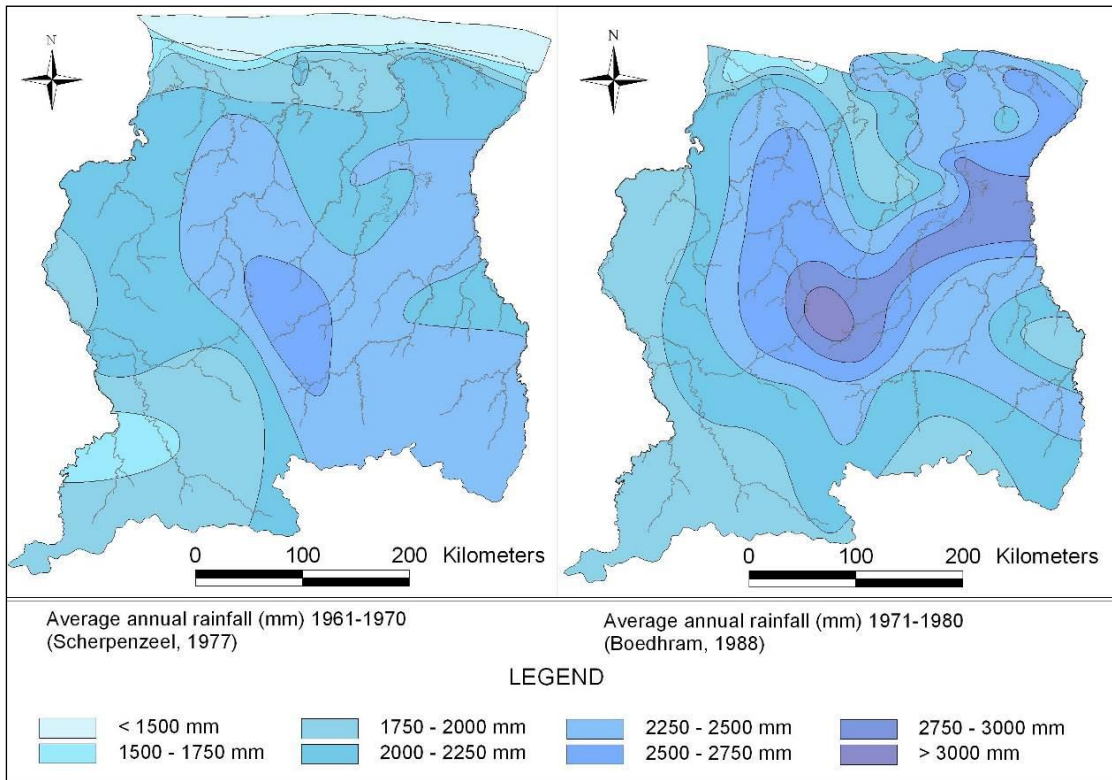 N
N
0 100 200 Kilometers
0 100 200 Kilometers
Average annual rainfall (mm) 1961-1970
(Scherpenzeel, 1977)
Average annual rainfall (mm) 1971-1980
(Boedhram, 1988)
LEGEND
< 1500 mm
1500 - 1750 mm
1750 - 2000 mm
2000 - 2250 mm
2250 - 2500 mm
2500 - 2750 mm
2750 - 3000 mm
> 3000 mm